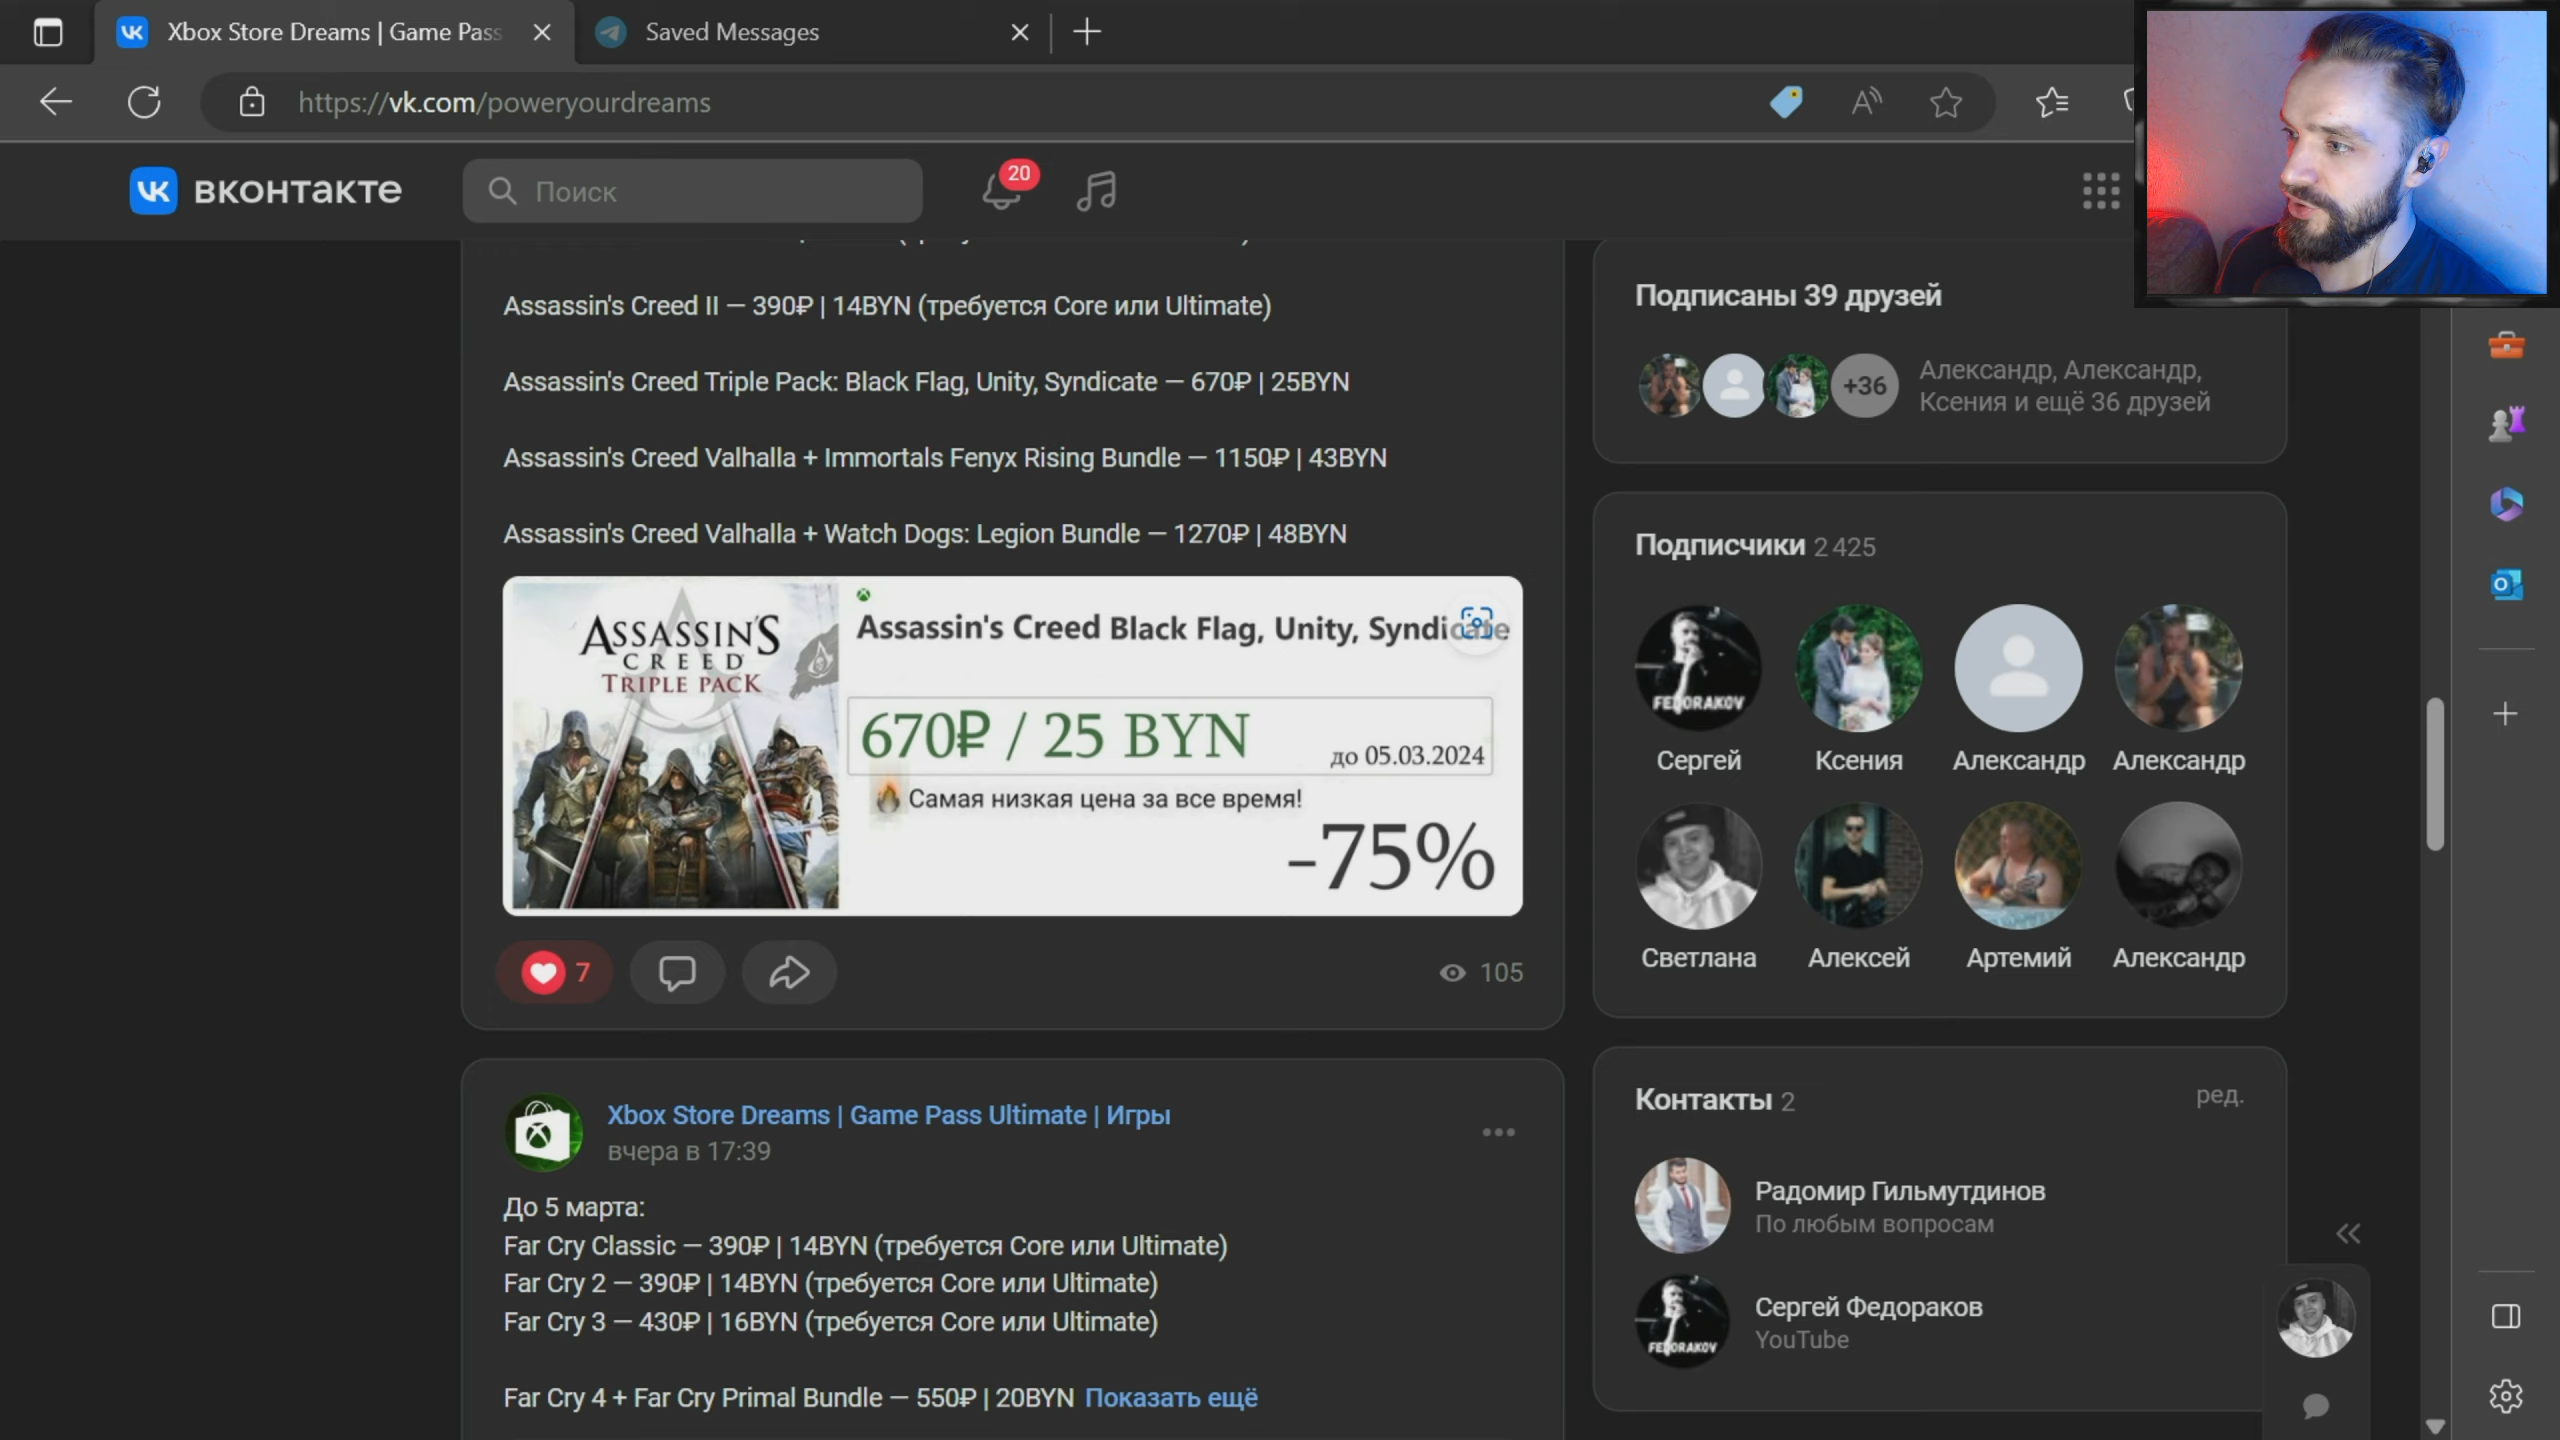 Xbox Store Dreams | Game Pass
Saved Messages
https://vk.com/poweryourdreams
вконтакте
Поиск
20
Assassin's Creed II — 390₽ | 14BYN (требуется Core или Ultimate)
Assassin's Creed Triple Pack: Black Flag, Unity, Syndicate — 670₽ | 25BYN
Assassin's Creed Valhalla + Immortals Fenyx Rising Bundle — 1150₽ | 43BYN
Assassin's Creed Valhalla + Watch Dogs: Legion Bundle — 1270₽ | 48BYN
ASSASSIN'S
CREED
TRIPLE PACK
Assassin's Creed Black Flag, Unity, Syndicate
670₽ / 25 BYN
до 05.03.2024
Самая низкая цена за все время!
-75%
7
105
Xbox Store Dreams | Game Pass Ultimate | Игры
вчера в 17:39
До 5 марта:
Far Cry Classic — 390₽ | 14BYN (требуется Core или Ultimate)
Far Cry 2 — 390₽ | 14BYN (требуется Core или Ultimate)
Far Cry 3 — 430₽ | 16BYN (требуется Core или Ultimate)
Far Cry 4 + Far Cry Primal Bundle — 550₽ | 20BYN Показать ещё
Подписаны 39 друзей
+36
Александр, Александр,
Ксения и ещё 36 друзей
Подписчики 2 425
FEDORAKOV
Сергей Ксения Александр Александр
Светлана Алексей Артемий Александр
Контакты 2
ред.
Радомир Гильмутдинов
По любым вопросам
FEDORAKOV
Сергей Федораков
YouTube